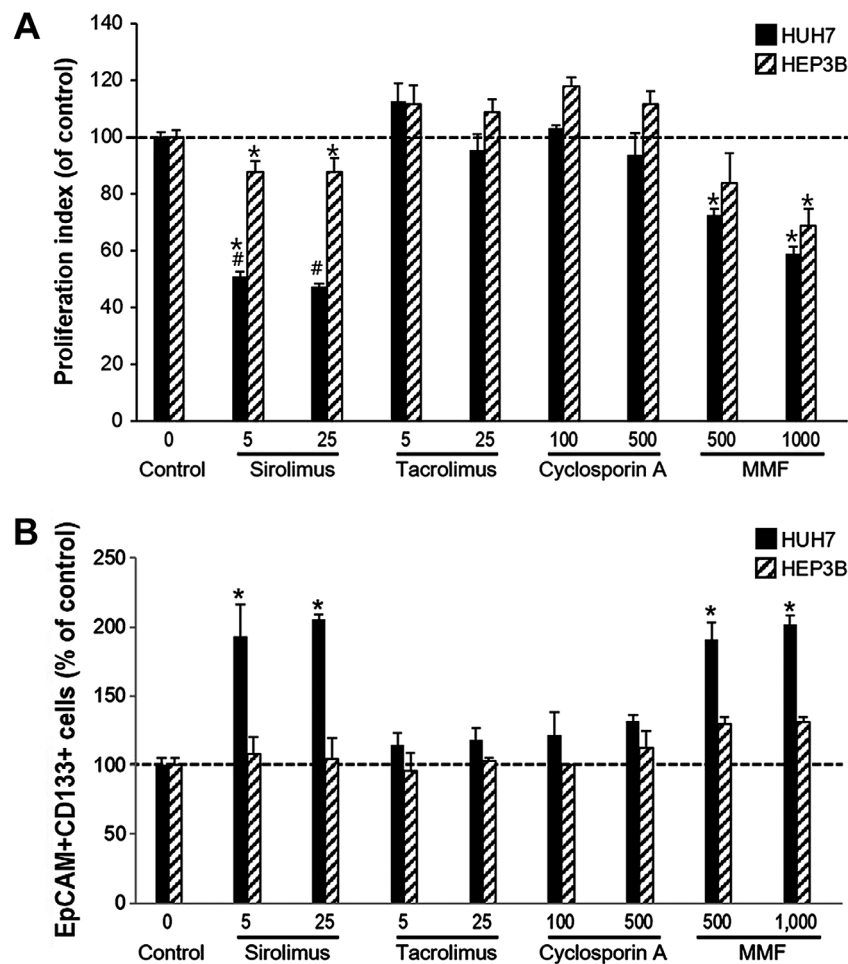 A
Proliferation index (of control)
140
120
100
80
60
40
20
0
HUH7
HEP3B
*
*
*
#
#
*
*
*
0 5 25 5 25 100 500 500 1000
Control Sirolimus Tacrolimus Cyclosporin A MMF
B
EpCAM+CD133+ cells (% of control)
250
200
150
100
50
0
HUH7
HEP3B
* * * *
0 5 25 5 25 100 500 500 1,000
Control Sirolimus Tacrolimus Cyclosporin A MMF